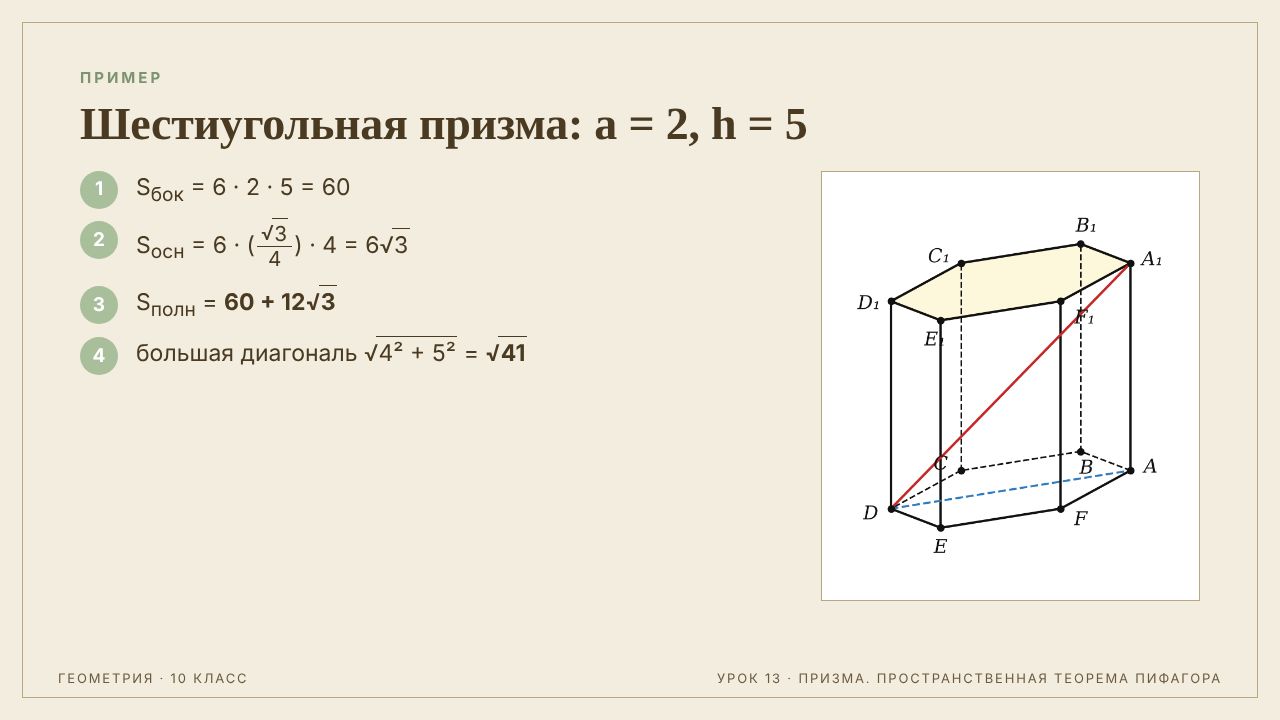 ПРИМЕР
Шестиугольная призма: a = 2, h = 5
1 Sбок = 6 · 2 · 5 = 60
2 Sосн = 6 · (√3/4) · 4 = 6√3
3 Sполн = 60 + 12√3
4 большая диагональ √4² + 5² = √41
B₁
C₁
A₁
D₁
F₁
E₁
C
B
A
D
F
E
ГЕОМЕТРИЯ · 10 КЛАСС
УРОК 13 · ПРИЗМА. ПРОСТРАНСТВЕННАЯ ТЕОРЕМА ПИФАГОРА